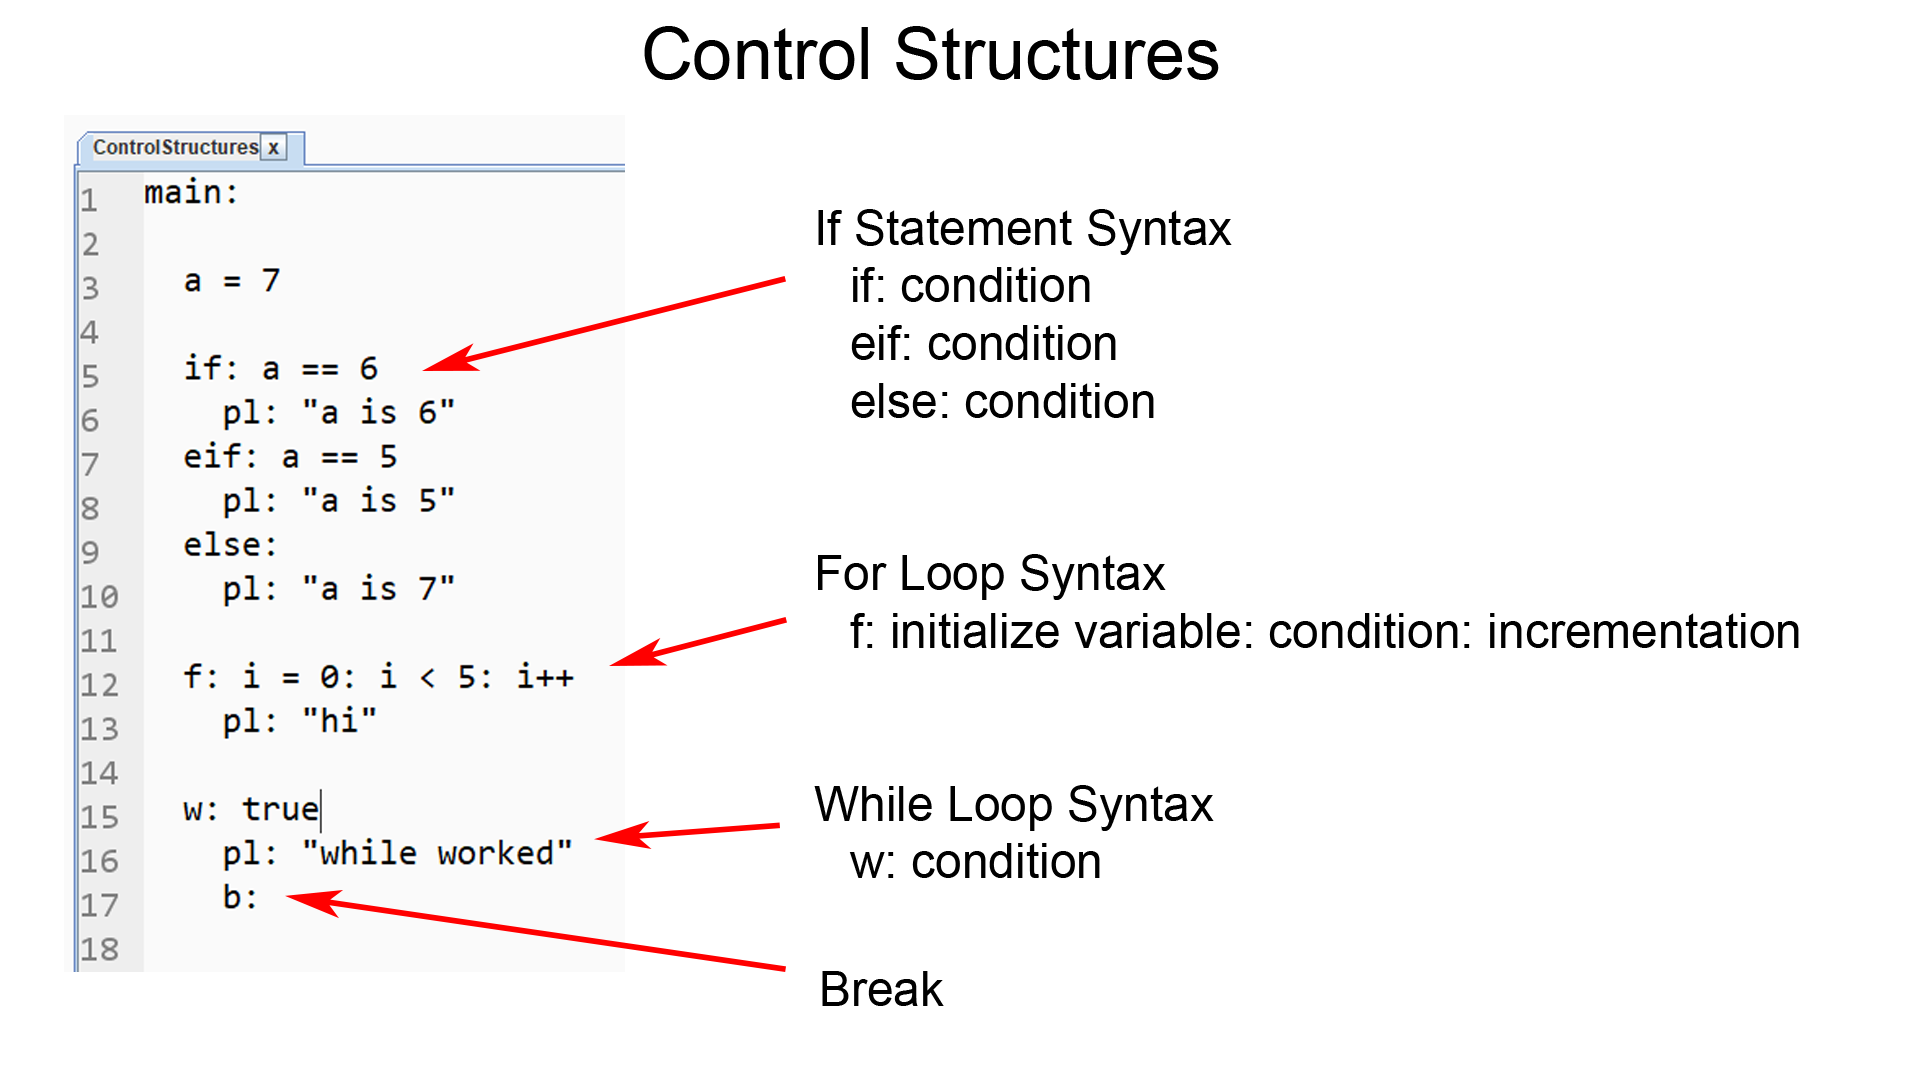 Control Structures
ControlStructures x
1 main:
2
3 a = 7
4
5 if: a == 6
6 pl: "a is 6"
7 eif: a == 5
8 pl: "a is 5"
9 else:
10 pl: "a is 7"
11
12 f: i = 0: i < 5: i++
13 pl: "hi"
14
15 w: true
16 pl: "while worked"
17 b:
18
If Statement Syntax
if: condition
eif: condition
else: condition
For Loop Syntax
f: initialize variable: condition: incrementation
While Loop Syntax
w: condition
Break